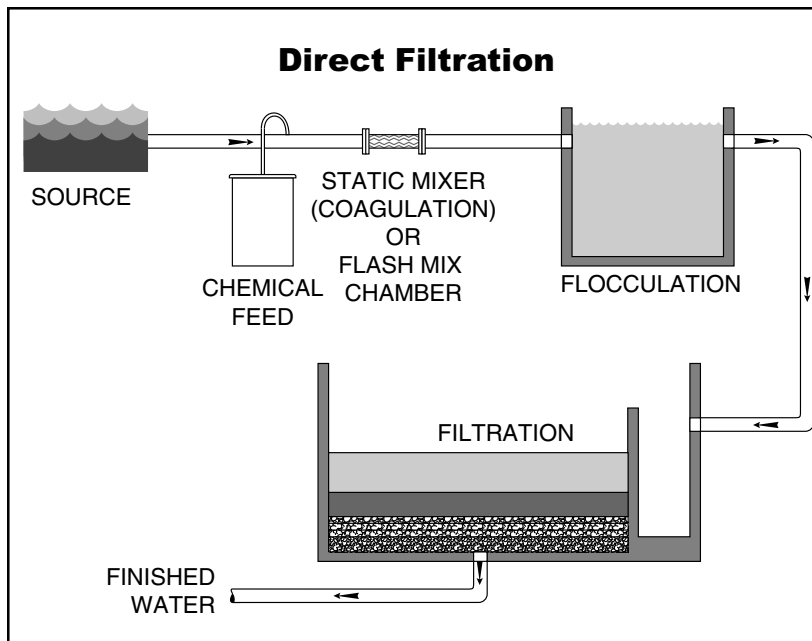 Direct Filtration
SOURCE
CHEMICAL
FEED
STATIC MIXER
(COAGULATION)
OR
FLASH MIX
CHAMBER
FLOCCULATION
FILTRATION
FINISHED
WATER